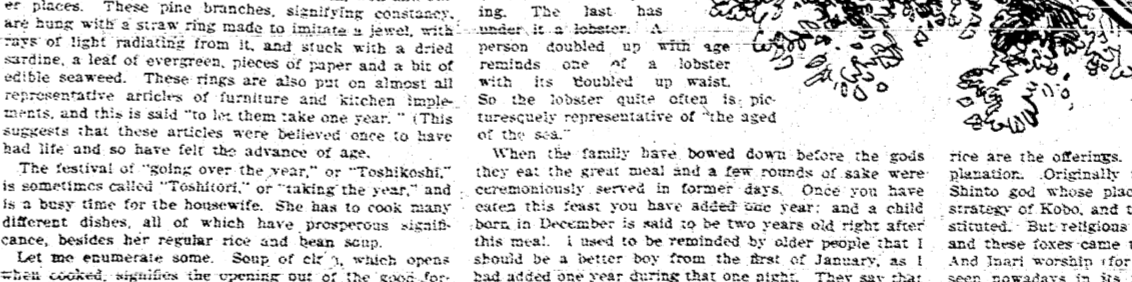 er places. These pine branches, signifying constancy,
are hung with a straw ring made to imitate a jewel, with
rays of light radiating from it, and stuck with a dried
sardine, a leaf of evergreen, pieces of paper and a bit of
edible seaweed. These rings are also put on almost all
representative articles of furniture and kitchen imple-
ments, and this is said "to let them take one year." (This
suggests that these articles were believed once to have
had life and so have felt the advance of age.
The festival of "going over the year," or "Toshikoshi,"
is sometimes called "Toshitori," or "taking the year," and
is a busy time for the housewife. She has to cook many
different dishes, all of which have prosperous signifi-
cance, besides her regular rice and bean soup.
Let me enumerate some. Soup of which opens
when cooked, signifies the opening out of the good for-
ing. The last has
under it a lobster. A
person doubled up with age
reminds one of a lobster
with its doubled up waist.
So the lobster quite often is pic-
turesquely representative of "the aged
of the sea."
When the family have bowed down before the gods
they eat the great meal and a few rounds of sake were
ceremoniously served in former days. Once you have
eaten this feast you have added one year; and a child
born in December is said to be two years old right after
this meal. I used to be reminded by older people that I
should be a better boy from the first of January, as I
had added one year during that one night. They say that
rice are the offerings.
planation. Originally
Shinto god whose plac
strategy of Kobo, and t
stituted. But religious
and these foxes came t
And Inari worship (for
seen nowadays in its